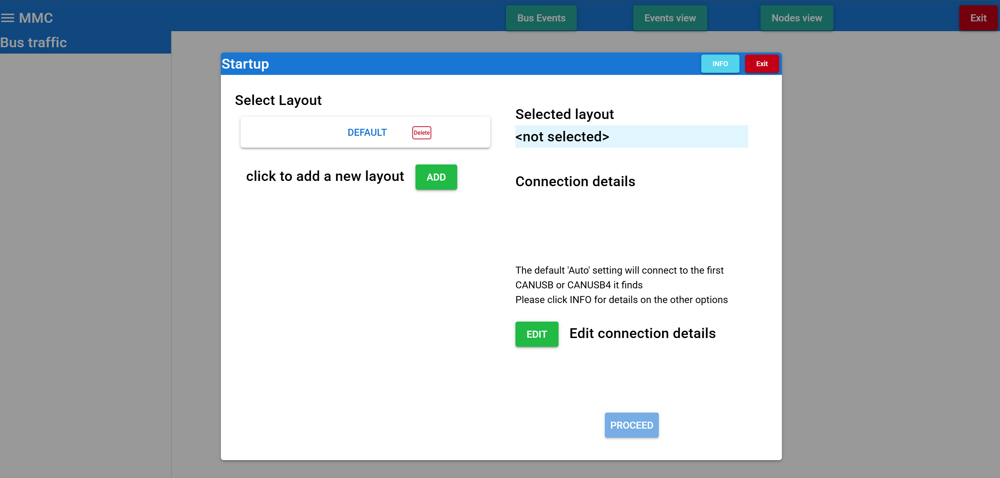 MMC
Bus Events
Events view
Nodes view
Exit
Bus traffic
Startup
INFO
Exit
Select Layout
DEFAULT
Delete
click to add a new layout
ADD
Selected layout
<not selected>
Connection details
The default 'Auto' setting will connect to the first
CANUSB or CANUSB4 it finds
Please click INFO for details on the other options
EDIT
Edit connection details
PROCEED